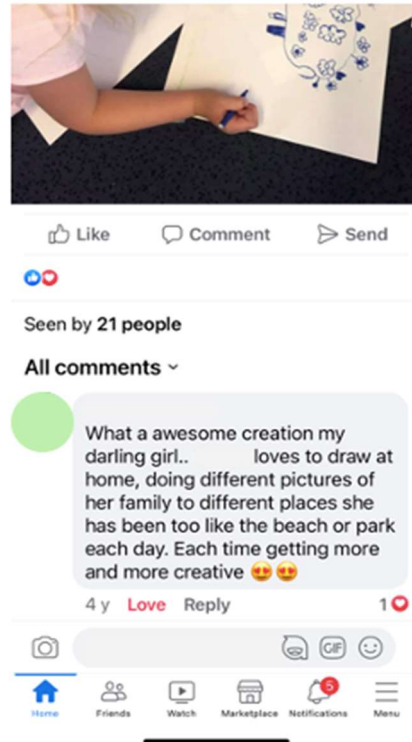 Like Comment Send
Seen by 21 people
All comments
What a awesome creation my
darling girl.. loves to draw at
home, doing different pictures of
her family to different places she
has been too like the beach or park
each day. Each time getting more
and more creative 😍😍
4 y Love Reply 1
GIF
5
Home Friends Watch Marketplace Notifications Menu